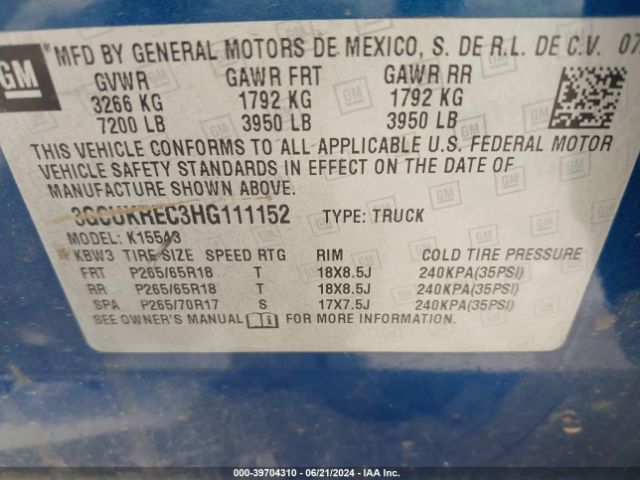 GM
MFD BY GENERAL MOTORS DE MEXICO, S. DE R.L. DE C.V. 07
GVWR GAWR FRT GAWR RR
3266 KG 1792 KG 1792 KG
7200 LB 3950 LB 3950 LB
THIS VEHICLE CONFORMS TO ALL APPLICABLE U.S. FEDERAL MOTOR
VEHICLE SAFETY STANDARDS IN EFFECT ON THE DATE OF
MANUFACTURE SHOWN ABOVE.
3GCUKREC3HG111152 TYPE: TRUCK
MODEL: K15543
KBW3 TIRE SIZE SPEED RTG RIM COLD TIRE PRESSURE
FRT P265/65R18 T 18X8.5J 240KPA(35PSI)
RR P265/65R18 T 18X8.5J 240KPA(35PSI)
SPA P265/70R17 S 17X7.5J 240KPA(35PSI)
SEE OWNER'S MANUAL FOR MORE INFORMATION.
000-39704310 - 06/21/2024 - IAA Inc.